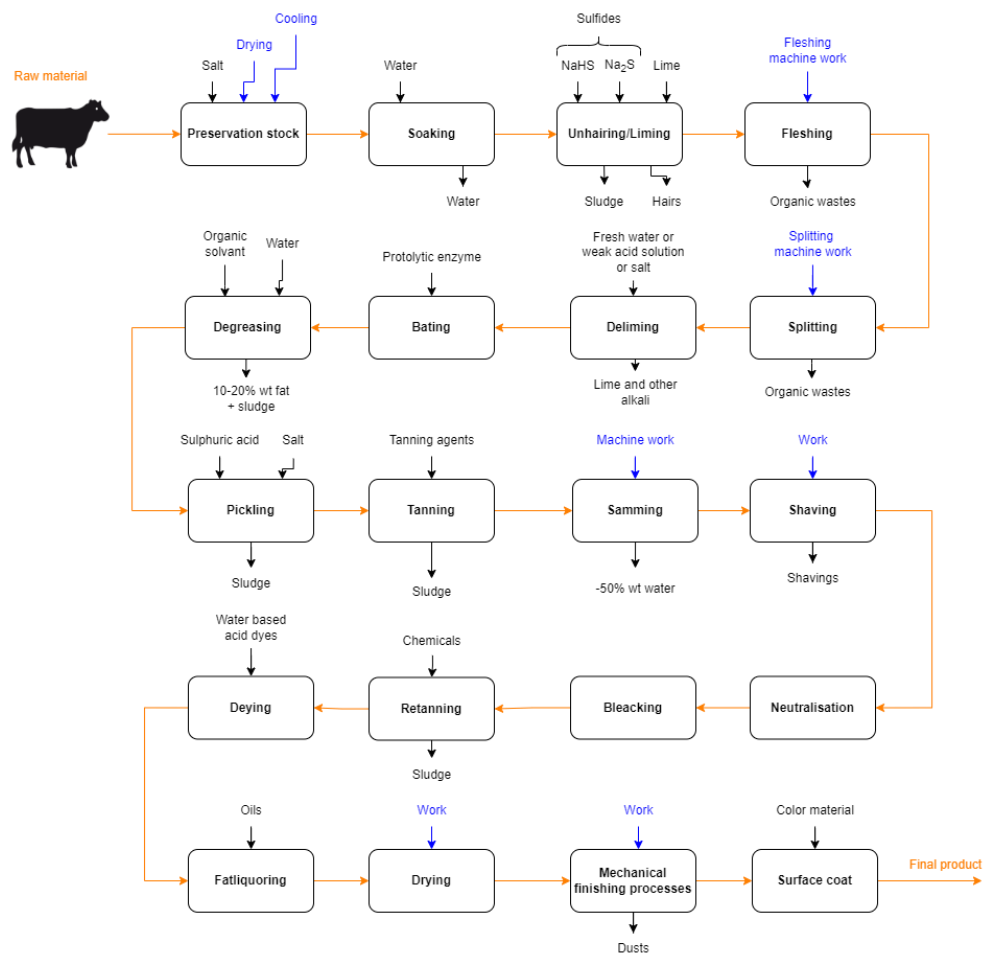 Raw material
Salt
Drying
Cooling
Preservation stock
Water
Soaking
Water
Sulfides
NaHS
Na2S
Lime
Unhairing/Liming
Sludge
Hairs
Fleshing
machine work
Fleshing
Organic wastes
Splitting
machine work
Splitting
Organic wastes
Fresh water or
weak acid solution
or salt
Deliming
Lime and other
alkali
Protolytic enzyme
Bating
Organic
solvant
Water
Degreasing
10-20% wt fat
+ sludge
Sulphuric acid
Salt
Pickling
Sludge
Tanning agents
Tanning
Sludge
Machine work
Samming
-50% wt water
Work
Shaving
Shavings
Neutralisation
Bleacking
Chemicals
Retanning
Sludge
Water based
acid dyes
Deying
Oils
Fatliquoring
Work
Drying
Work
Mechanical
finishing processes
Dusts
Color material
Surface coat
Final product